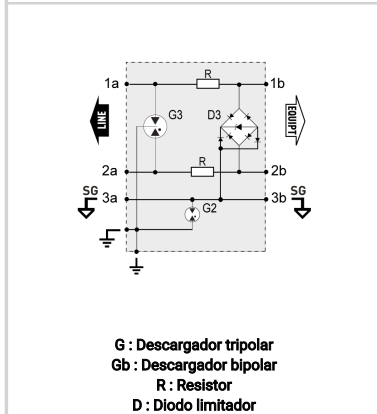 R
1a
1b
G3
D3
LINE
EQUIPT
R
2a
2b
SG
3a
3b
SG
G2
G : Descargador tripolar
Gb : Descargador bipolar
R : Resistor
D : Diodo limitador